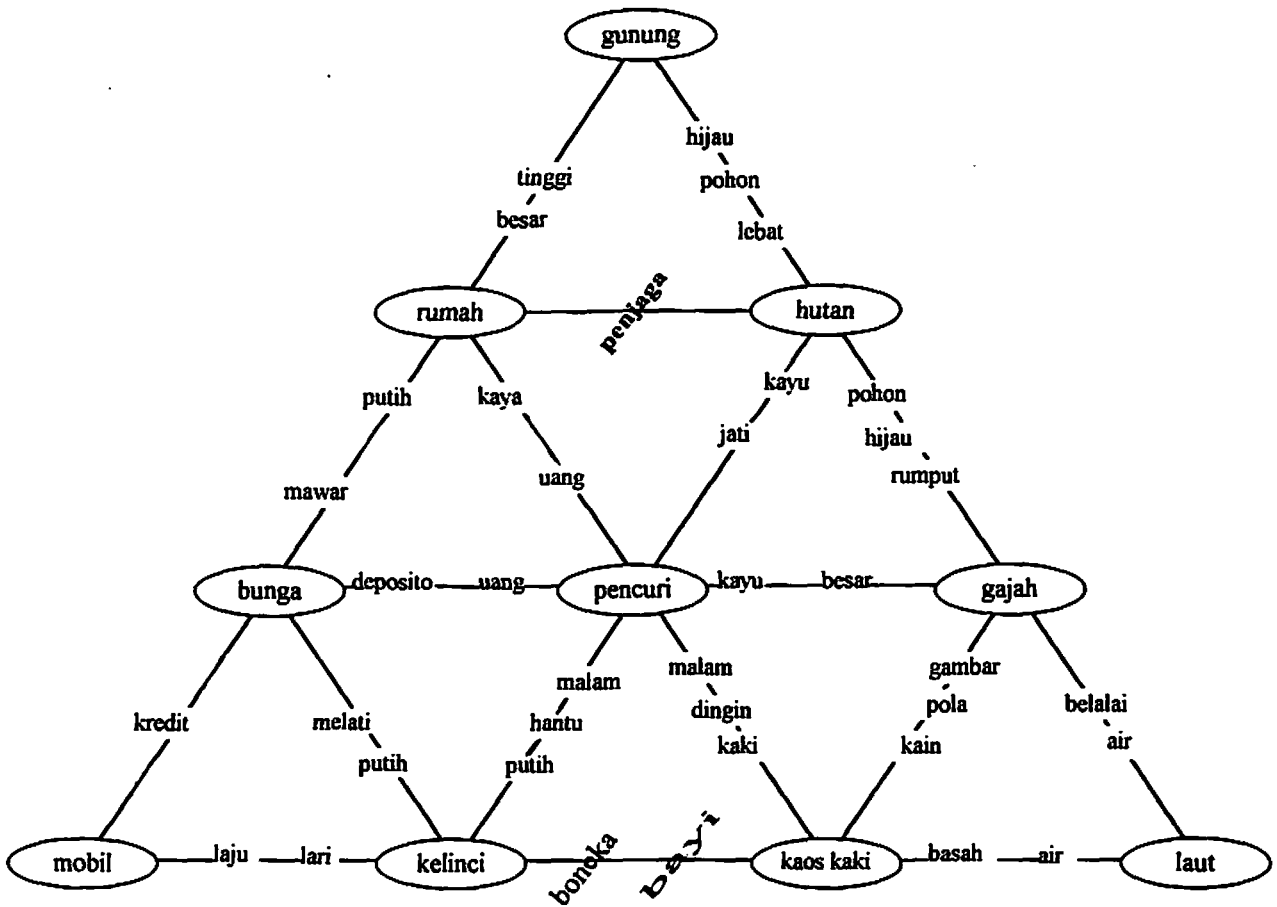 gunung
hijau
tinggi
pohon
besar
lebat
rumah
penjaga
hutan
putih
kaya
kayu
pohon
jati
hijau
mawar
uang
rumput
bunga
deposito
uang
pencuri
kayu
besar
gajah
malam
malam
gambar
kredit
melati
hantu
dingin
pola
belalai
putih
putih
kaki
kain
air
mobil
laju
lari
kelinci
bonoka
bayi
kaos kaki
basah
air
laut